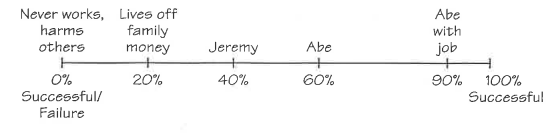 Never works, harms others
Lives off family money
Jeremy
Abe
Abe with job
0%
20%
40%
60%
90%
100%
Successful/ Failure
Successful